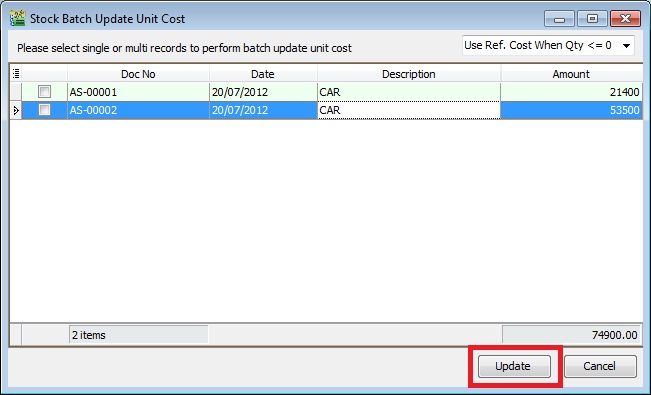 Stock Batch Update Unit Cost
Please select single or multi records to perform batch update unit cost Use Ref. Cost When Qty <= 0
Doc No Date Description Amount
AS-00001 20/07/2012 CAR 21400
AS-00002 20/07/2012 CAR 53500
2 items 74900.00
Update Cancel